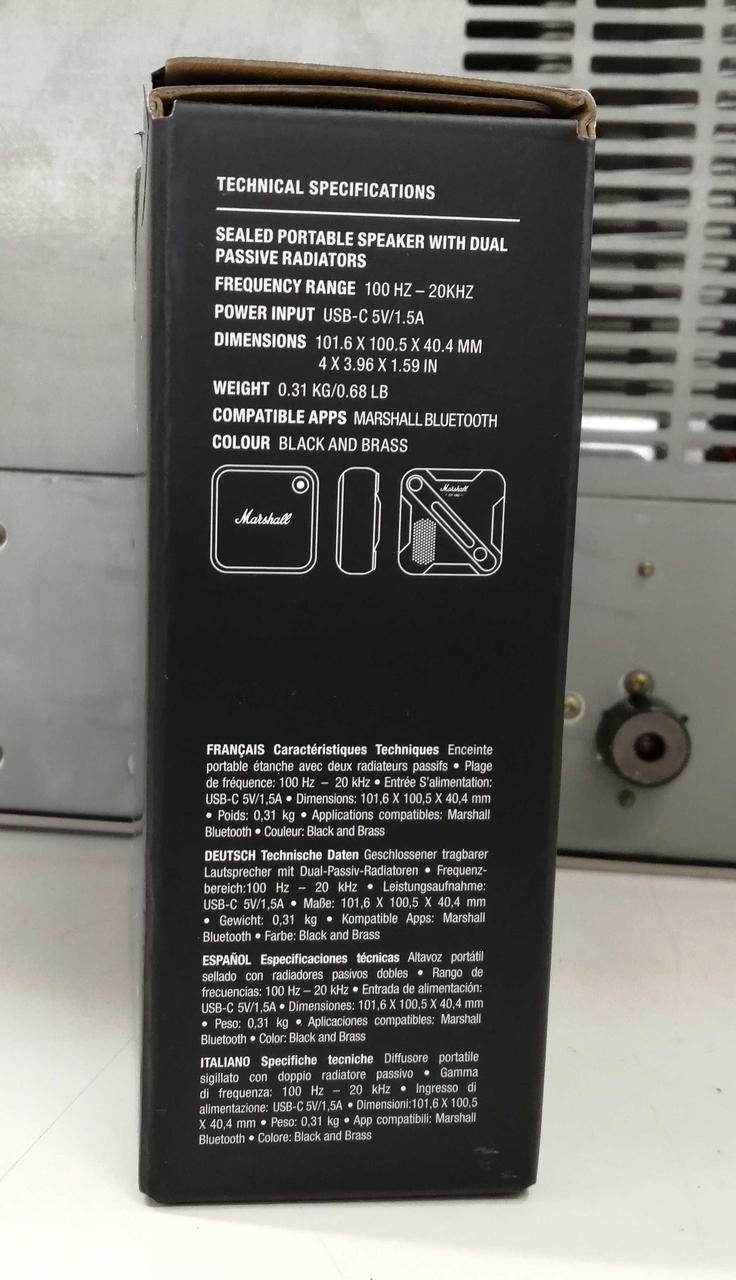 TECHNICAL SPECIFICATIONS
SEALED PORTABLE SPEAKER WITH DUAL
PASSIVE RADIATORS
FREQUENCY RANGE 100 HZ – 20KHZ
POWER INPUT USB-C 5V/1.5A
DIMENSIONS 101.6 X 100.5 X 40.4 MM
4 X 3.96 X 1.59 IN
WEIGHT 0.31 KG/0.68 LB
COMPATIBLE APPS MARSHALL BLUETOOTH
COLOUR BLACK AND BRASS
Marshall
Marshall
FRANÇAIS Caractéristiques Techniques Enceinte
portable étanche avec deux radiateurs passifs • Plage
de fréquence: 100 Hz – 20 kHz • Entrée S'alimentation:
USB-C 5V/1,5A • Dimensions: 101,6 X 100,5 X 40,4 mm
• Poids: 0,31 kg • Applications compatibles: Marshall
Bluetooth • Couleur: Black and Brass
DEUTSCH Technische Daten Geschlossener tragbarer
Lautsprecher mit Dual-Passiv-Radiatoren • Frequenz-
bereich:100 Hz – 20 kHz • Leistungsaufnahme:
USB-C 5V/1,5A • Maße: 101,6 X 100,5 X 40,4 mm
• Gewicht: 0,31 kg • Kompatible Apps: Marshall
Bluetooth • Farbe: Black and Brass
ESPAÑOL Especificaciones técnicas Altavoz portátil
sellado con radiadores pasivos dobles • Rango de
frecuencias: 100 Hz – 20 kHz • Entrada de alimentación:
USB-C 5V/1,5A • Dimensiones: 101,6 X 100,5 X 40,4 mm
• Peso: 0,31 kg • Aplicaciones compatibles: Marshall
Bluetooth • Color: Black and Brass
ITALIANO Specifiche tecniche Diffusore portatile
sigillato con doppio radiatore passivo • Gamma
di frequenza: 100 Hz – 20 kHz • Ingresso di
alimentazione: USB-C 5V/1,5A • Dimensioni:101,6 X 100,5
X 40,4 mm • Peso: 0,31 kg • App compatibili: Marshall
Bluetooth • Colore: Black and Brass